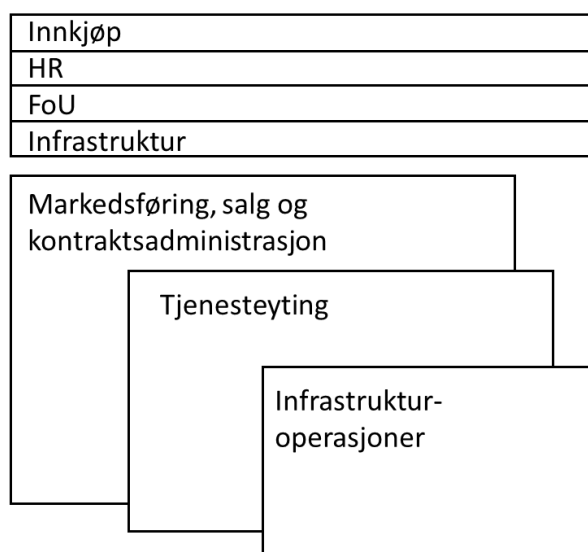 Innkjøp
HR
FoU
Infrastruktur
Markedsføring, salg og
kontraktsadministrasjon
Tjenesteyting
Infrastruktur-
operasjoner